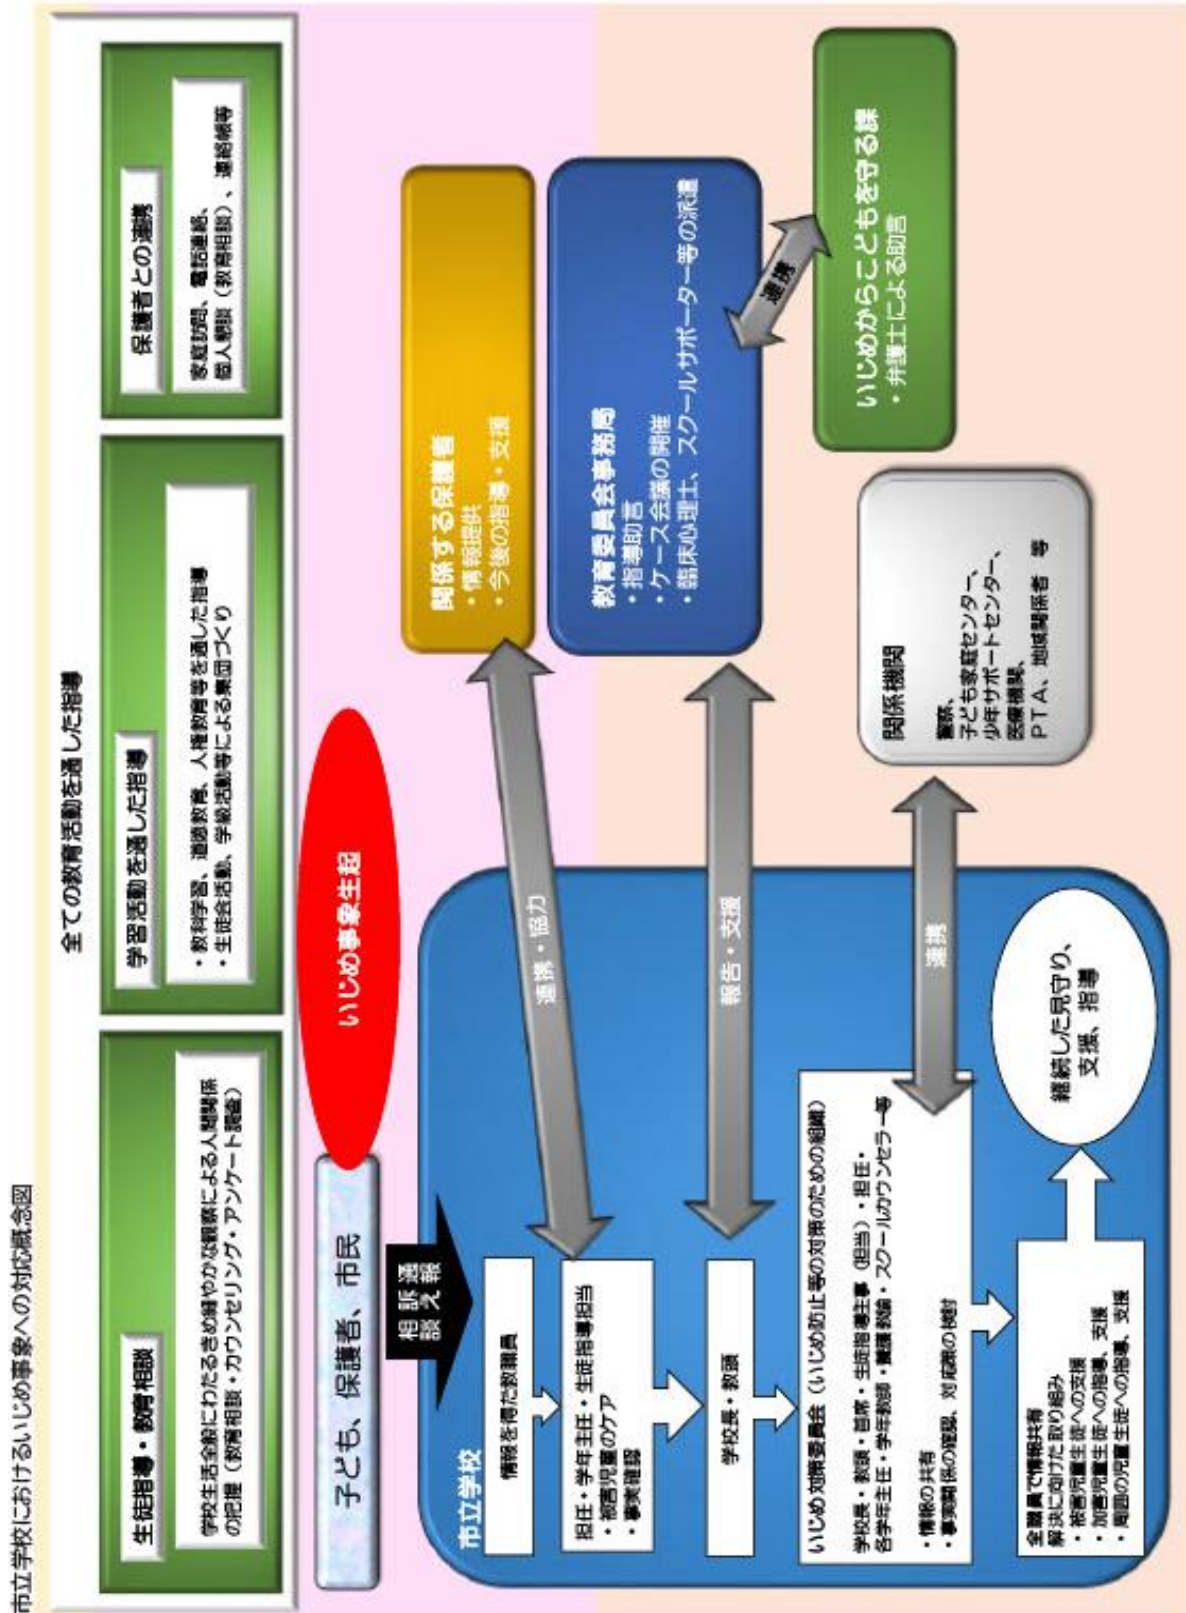 市立学校におけるいじめ事象への対応概念図
全ての教育活動を通した指導
生徒指導・教育相談
学校生活全般にわたるきめ細やかな観察による人間関係
の把握（教育相談・カウンセリング・アンケート調査）
学習活動を通した指導
・教科学習、道徳教育、人権教育等を通した指導
・生徒会活動、学級活動等による集団づくり
保護者との連携
家庭訪問、電話連絡、
個人懇談（教育相談）、連絡帳等
子ども、保護者、市民
いじめ事象生起
相談
訴え
通報
市立学校
情報を得た教職員
担任・学年主任・生徒指導担当
・被害児童のケア
・事実確認
学校長・教頭
いじめ対策委員会（いじめ防止等の対策のための組織）
学校長・教頭・首席・生徒指導主事（担当）・担任・
各学年主任・学年教師・養護教諭・スクールカウンセラー等
・情報の共有
・事実関係の確認、対応策の検討
全職員で情報共有
解決に向けた取り組み
・被害児童生徒への支援
・加害児童生徒への指導、支援
・周囲の児童生徒への指導、支援
継続した見守り、
支援、指導
連携・協力
報告・支援
連携
関係する保護者
・情報提供
・今後の指導・支援
教育委員会事務局
・指導助言
・ケース会議の開催
・臨床心理士、スクールサポーター等の派遣
連携
いじめからこどもを守る課
・弁護士による助言
関係機関
警察、
子ども家庭センター、
少年サポートセンター、
医療機関、
ＰＴＡ、地域関係者　等